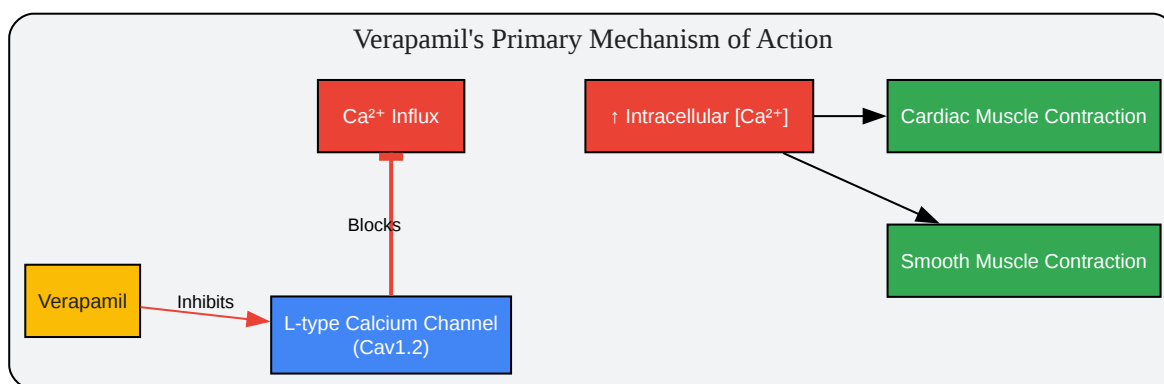 Verapamil's Primary Mechanism of Action
Ca²⁺ Influx
↑ Intracellular [Ca²⁺]
Cardiac Muscle Contraction
Blocks
Smooth Muscle Contraction
Verapamil
Inhibits
L-type Calcium Channel
(Cav1.2)